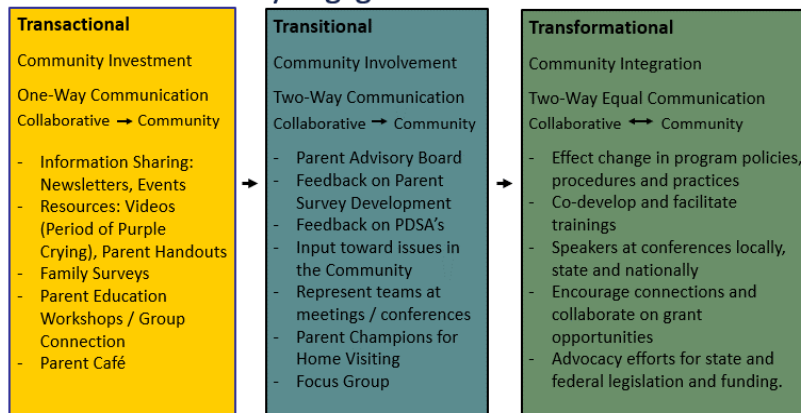 Transactional
Community Investment
One-Way Communication
Collaborative → Community
- Information Sharing:
Newsletters, Events
- Resources: Videos
(Period of Purple
Crying), Parent Handouts
- Family Surveys
- Parent Education
Workshops / Group
Connection
- Parent Café
Transitional
Community Involvement
Two-Way Communication
Collaborative → Community
- Parent Advisory Board
- Feedback on Parent
Survey Development
- Feedback on PDSA's
- Input toward issues in
the Community
- Represent teams at
meetings / conferences
- Parent Champions for
Home Visiting
- Focus Group
Transformational
Community Integration
Two-Way Equal Communication
Collaborative ↔ Community
- Effect change in program policies,
procedures and practices
- Co-develop and facilitate
trainings
- Speakers at conferences locally,
state and nationally
- Encourage connections and
collaborate on grant
opportunities
- Advocacy efforts for state and
federal legislation and funding.